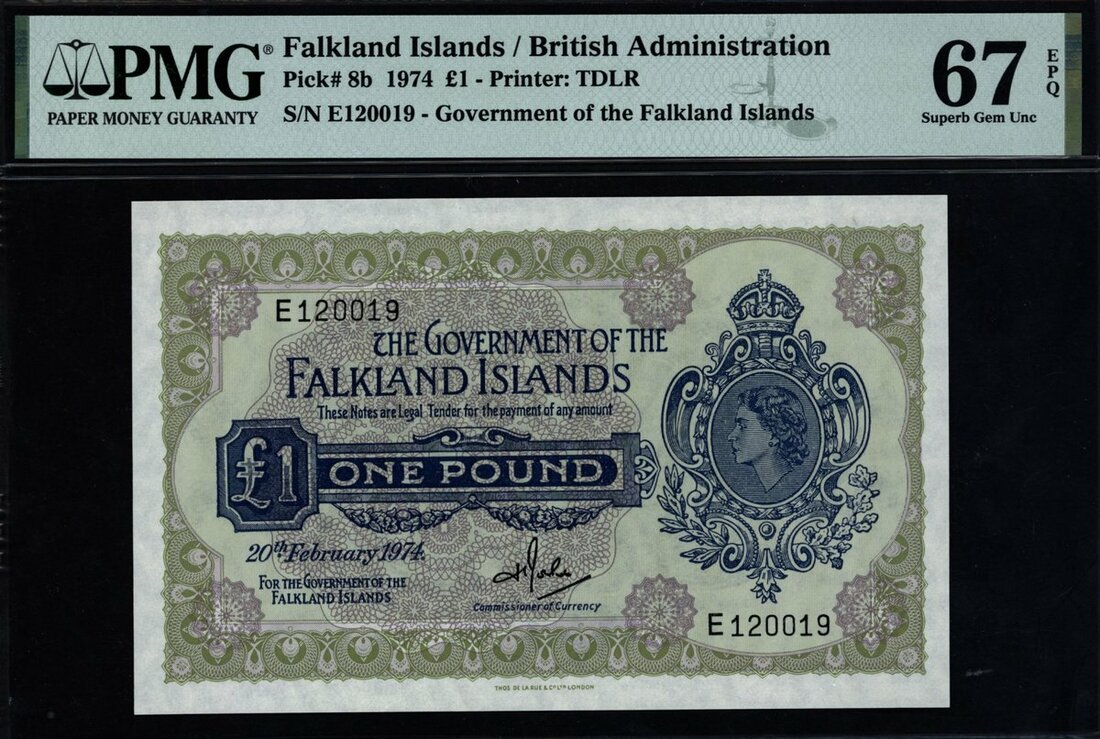 PMG®
PAPER MONEY GUARANTY
Falkland Islands / British Administration
Pick# 8b 1974 £1 - Printer: TDLR
S/N E120019 - Government of the Falkland Islands
67
EPQ
Superb Gem Unc
E120019
THE GOVERNMENT OF THE
FALKLAND ISLANDS
These Notes are Legal Tender for the payment of any amount
£1
ONE POUND
20th February 1974.
FOR THE GOVERNMENT OF THE
FALKLAND ISLANDS
Commissioner of Currency
E120019
THOS DE LA RUE & CO LTD LONDON